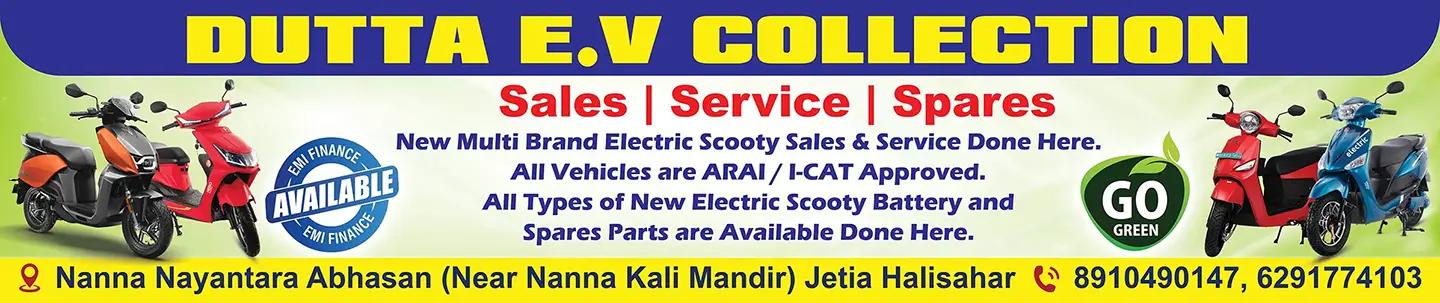 DUTTA E.V COLLECTION
Sales | Service | Spares
New Multi Brand Electric Scooty Sales & Service Done Here.
All Vehicles are ARAI / I-CAT Approved.
All Types of New Electric Scooty Battery and
Spares Parts are Available Done Here.
EMI FINANCE
AVAILABLE
EMI FINANCE
GO
GREEN
electric
Nanna Nayantara Abhasan (Near Nanna Kali Mandir) Jetia Halisahar 8910490147, 6291774103